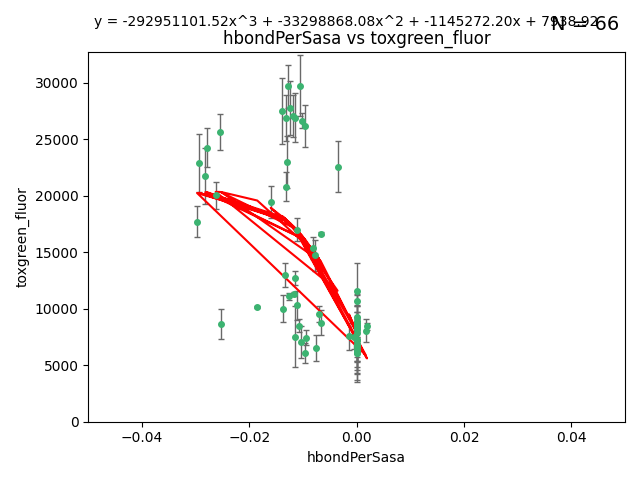 y = -292951101.52x^3 + -33298868.08x^2 + -1145272.20x + 7938.92
N = 66
hbondPerSasa vs toxgreen_fluor
30000
25000
20000
15000
10000
5000
0
toxgreen_fluor
−0.04 −0.02 0.00 0.02 0.04
hbondPerSasa